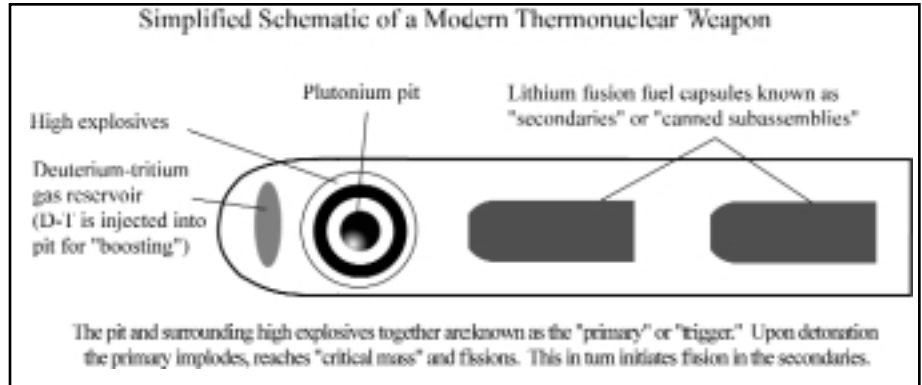 Simplified Schematic of a Modern Thermonuclear Weapon
Plutonium pit
Lithium fusion fuel capsules known as
"secondaries" or "canned subassemblies"
High explosives
Deuterium-tritium
gas reservoir
(D-T is injected into
pit for "boosting")
The pit and surrounding high explosives together are known as the "primary" or "trigger." Upon detonation
the primary implodes, reaches "critical mass" and fissions. This in turn initiates fusion in the secondaries.